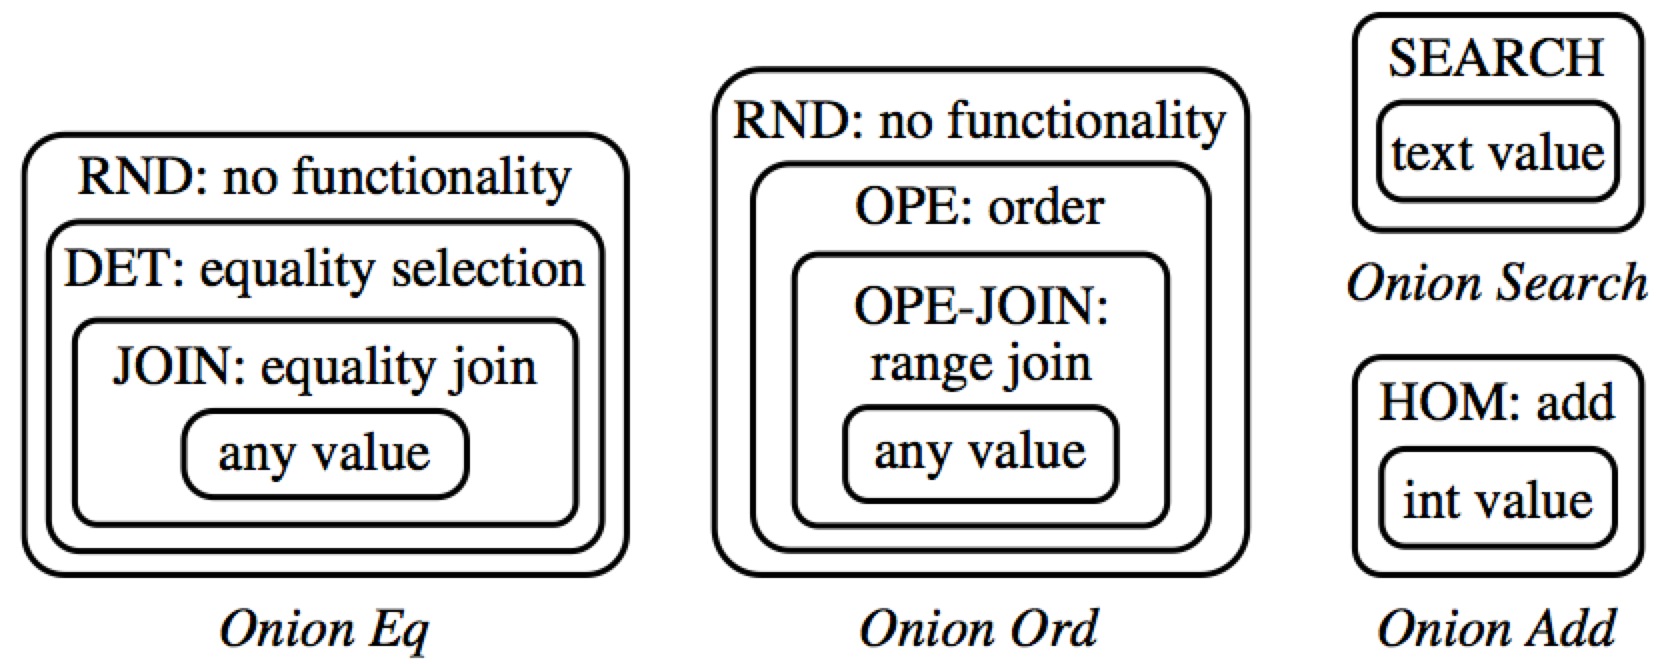 RND: no functionality
DET: equality selection
JOIN: equality join
any value
Onion Eq
RND: no functionality
OPE: order
OPE-JOIN:
range join
any value
Onion Ord
SEARCH
text value
Onion Search
HOM: add
int value
Onion Add